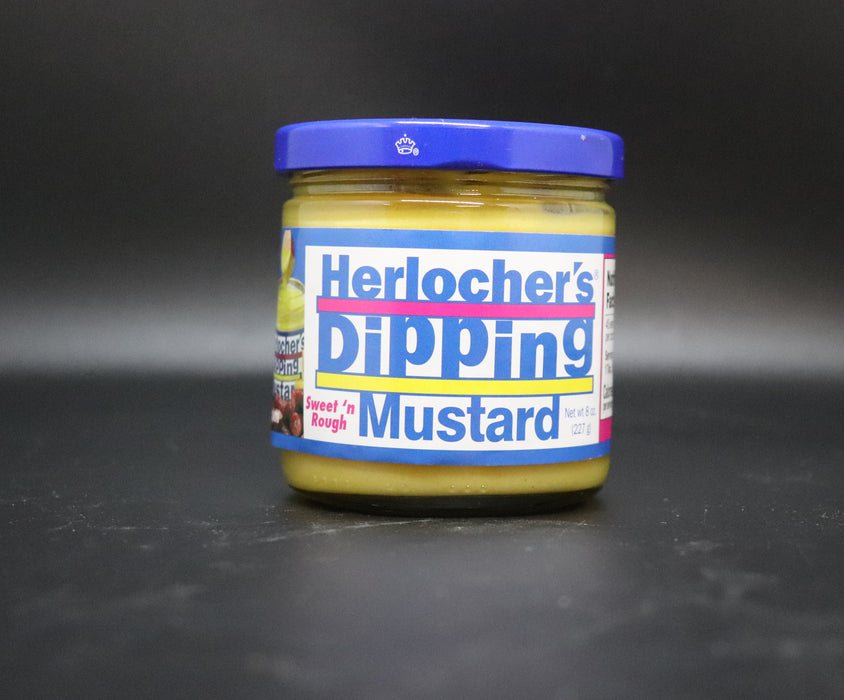 Herlocher's®
Dipping
Sweet 'n
Rough
Mustard
Net wt 8 oz.
(227 g)